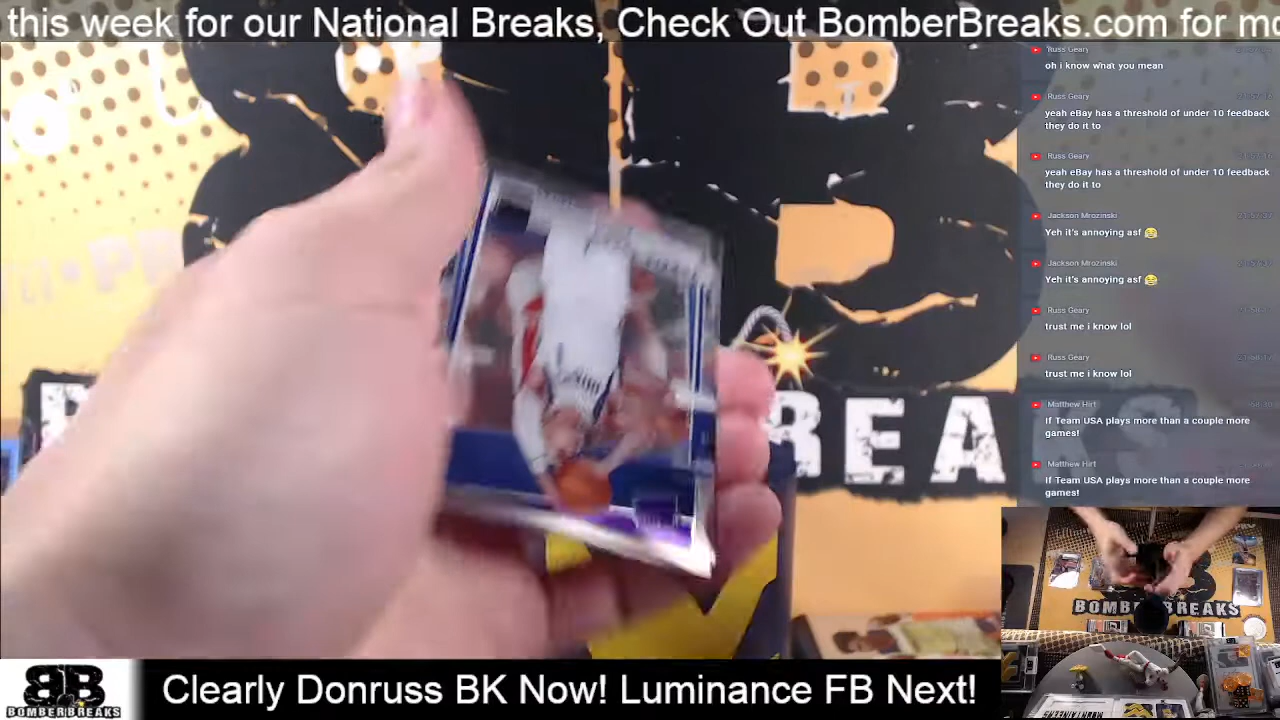 this week for our National Breaks, Check Out BomberBreaks.com for mo
Russ Geary
oh i know what you mean
Russ Geary
yeah eBay has a threshold of under 10 feedback
they do it to
Russ Geary
yeah eBay has a threshold of under 10 feedback
they do it to
Jackson Mrozinski
Yeh it's annoying asf 😂
Jackson Mrozinski
Yeh it's annoying asf 😂
Russ Geary
trust me i know lol
Russ Geary
trust me i know lol
Matthew Hirt
If Team USA plays more than a couple more
games!
Matthew Hirt
If Team USA plays more than a couple more
games!
REA
BOMB BREAKS
BB
BOMBERBREAKS
Clearly Donruss BK Now! Luminance FB Next!